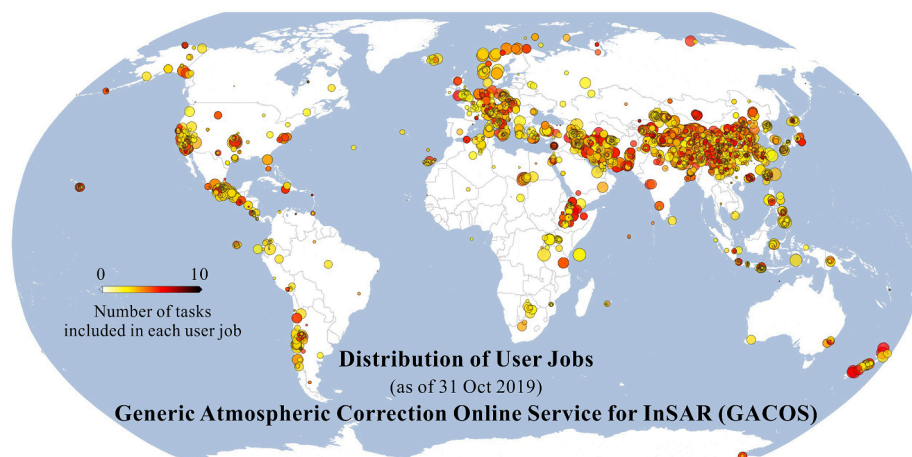 0 10
Number of tasks
included in each user job
Distribution of User Jobs
(as of 31 Oct 2019)
Generic Atmospheric Correction Online Service for InSAR (GACOS)